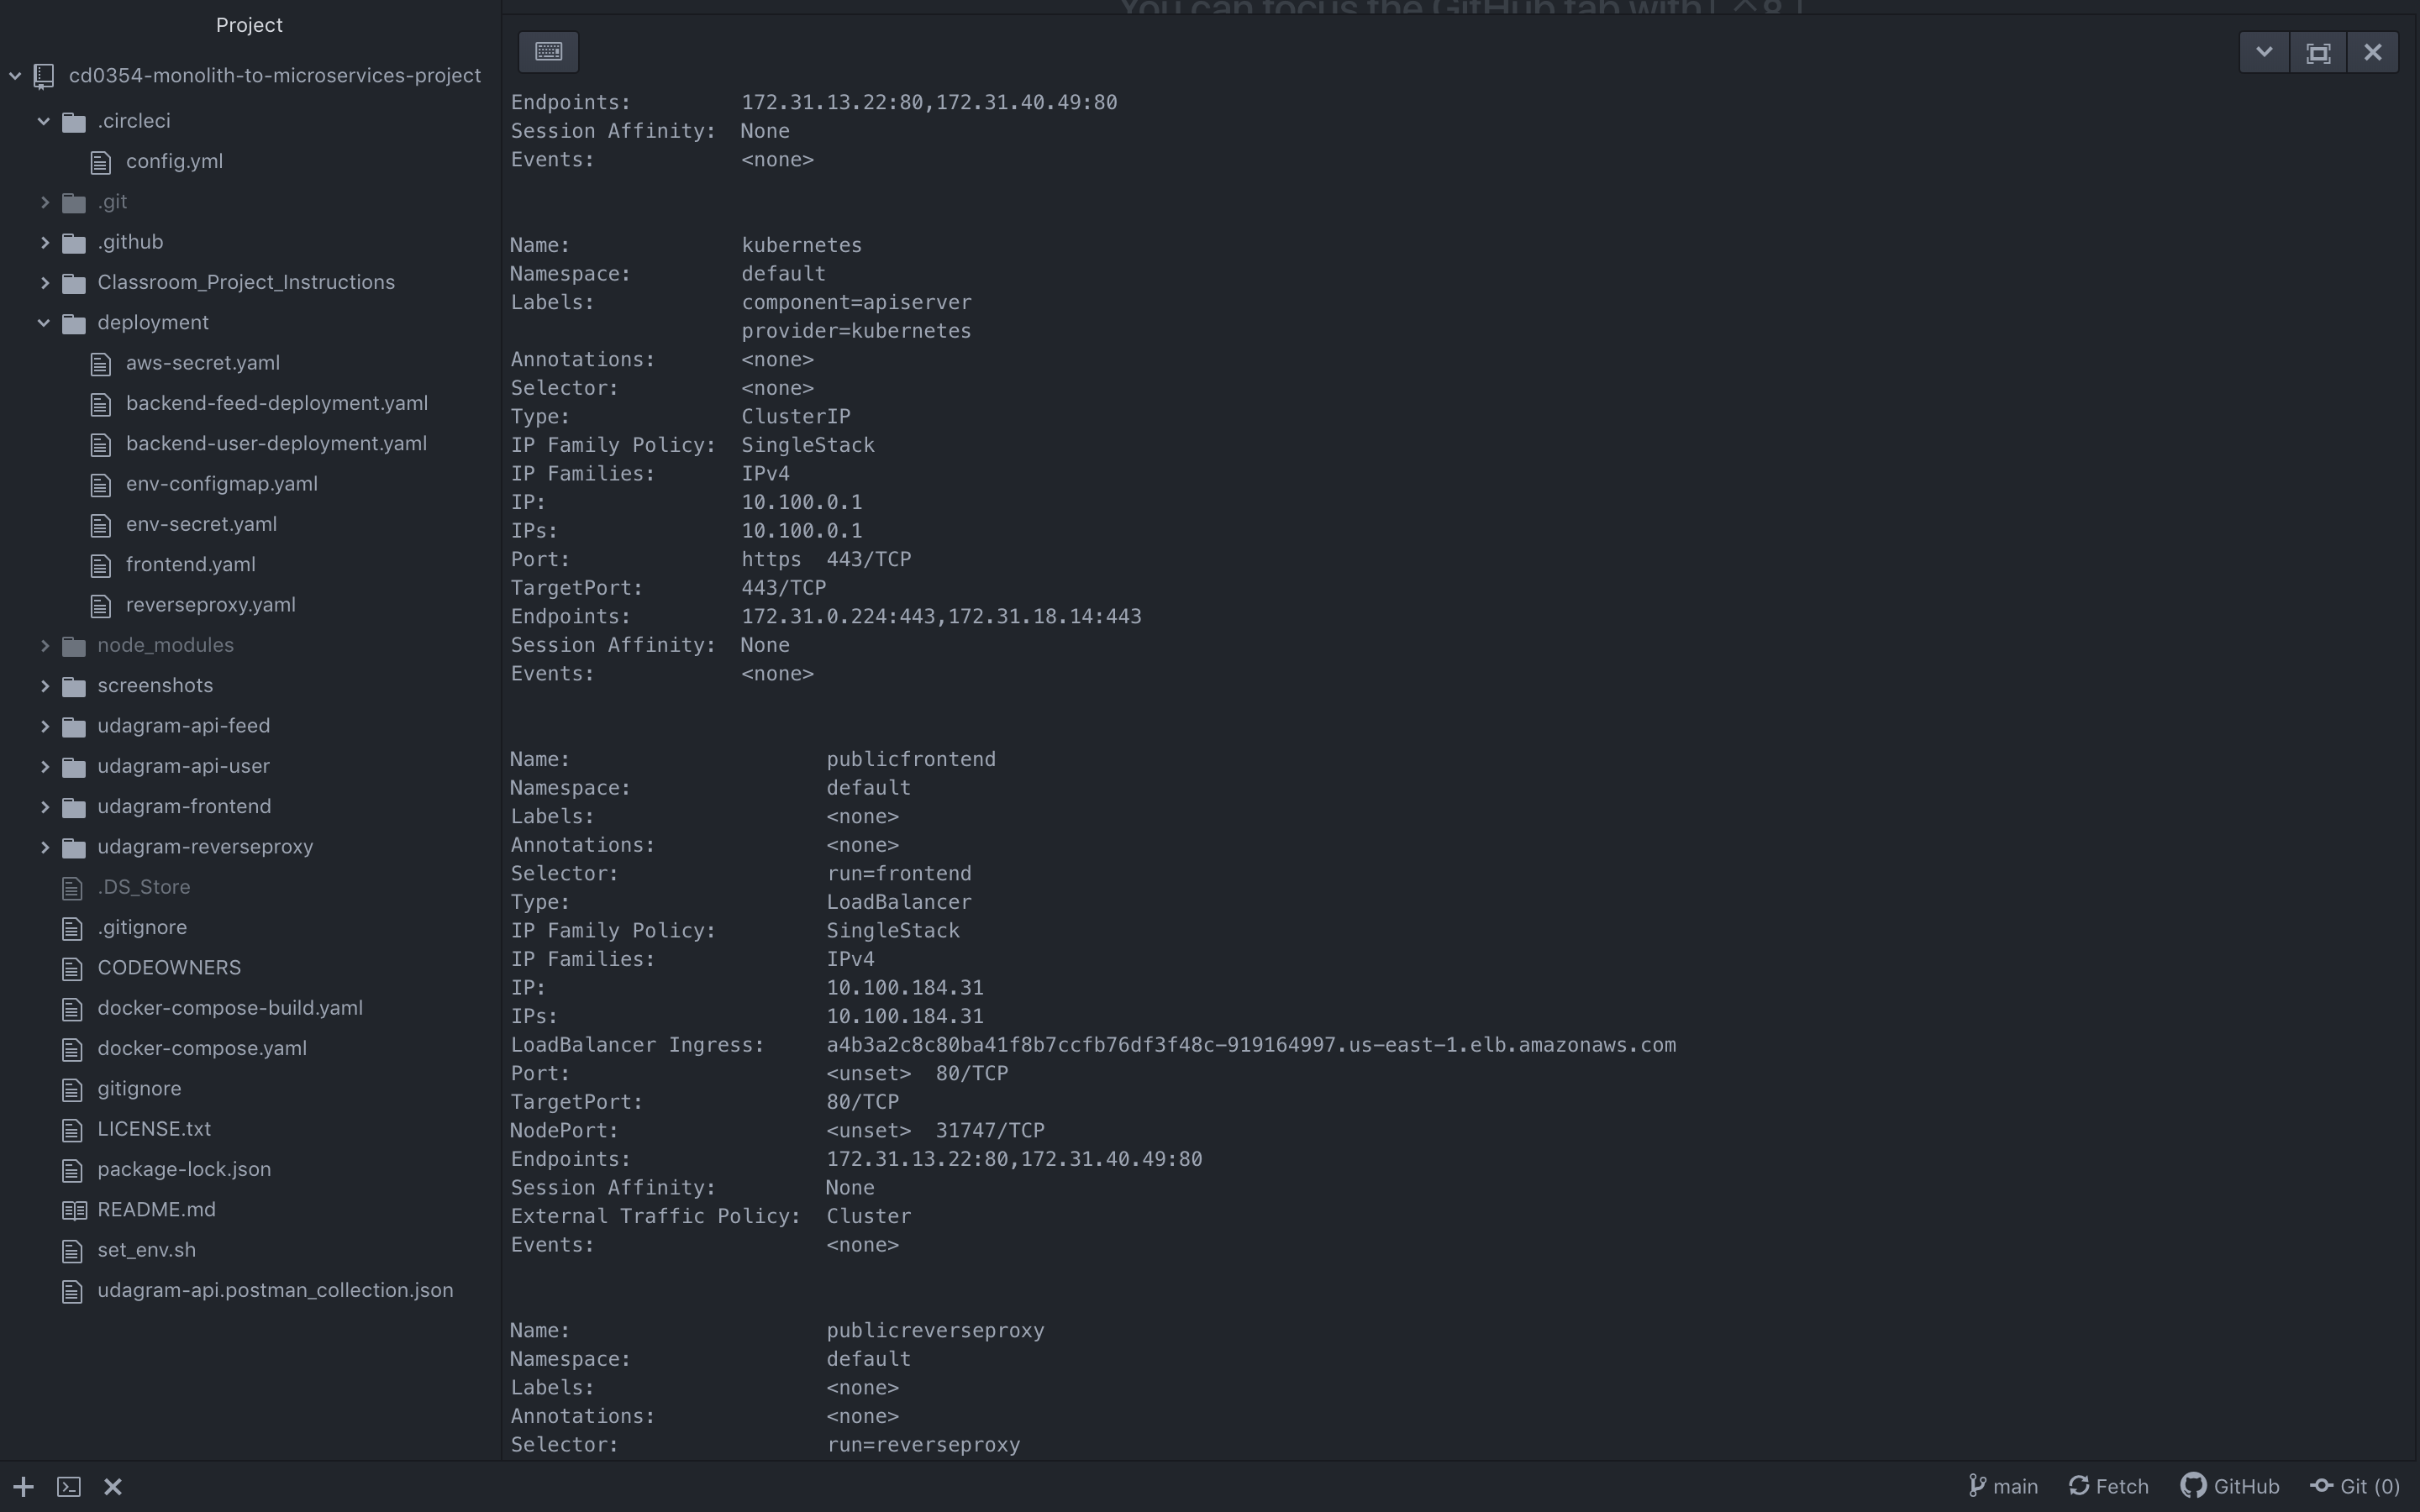 Project
cd0354-monolith-to-microservices-project
.circleci
config.yml
.git
.github
Classroom_Project_Instructions
deployment
aws-secret.yaml
backend-feed-deployment.yaml
backend-user-deployment.yaml
env-configmap.yaml
env-secret.yaml
frontend.yaml
reverseproxy.yaml
node_modules
screenshots
udagram-api-feed
udagram-api-user
udagram-frontend
udagram-reverseproxy
.DS_Store
.gitignore
CODEOWNERS
docker-compose-build.yaml
docker-compose.yaml
gitignore
LICENSE.txt
package-lock.json
README.md
set_env.sh
udagram-api.postman_collection.json
You can focus the GitHub tab with ^8
Endpoints: 172.31.13.22:80,172.31.40.49:80
Session Affinity: None
Events: <none>
Name: kubernetes
Namespace: default
Labels: component=apiserver
provider=kubernetes
Annotations: <none>
Selector: <none>
Type: ClusterIP
IP Family Policy: SingleStack
IP Families: IPv4
IP: 10.100.0.1
IPs: 10.100.0.1
Port: https 443/TCP
TargetPort: 443/TCP
Endpoints: 172.31.0.224:443,172.31.18.14:443
Session Affinity: None
Events: <none>
Name: publicfrontend
Namespace: default
Labels: <none>
Annotations: <none>
Selector: run=frontend
Type: LoadBalancer
IP Family Policy: SingleStack
IP Families: IPv4
IP: 10.100.184.31
IPs: 10.100.184.31
LoadBalancer Ingress: a4b3a2c8c80ba41f8b7ccfb76df3f48c-919164997.us-east-1.elb.amazonaws.com
Port: <unset> 80/TCP
TargetPort: 80/TCP
NodePort: <unset> 31747/TCP
Endpoints: 172.31.13.22:80,172.31.40.49:80
Session Affinity: None
External Traffic Policy: Cluster
Events: <none>
Name: publicreverseproxy
Namespace: default
Labels: <none>
Annotations: <none>
Selector: run=reverseproxy
main Fetch GitHub Git (0)